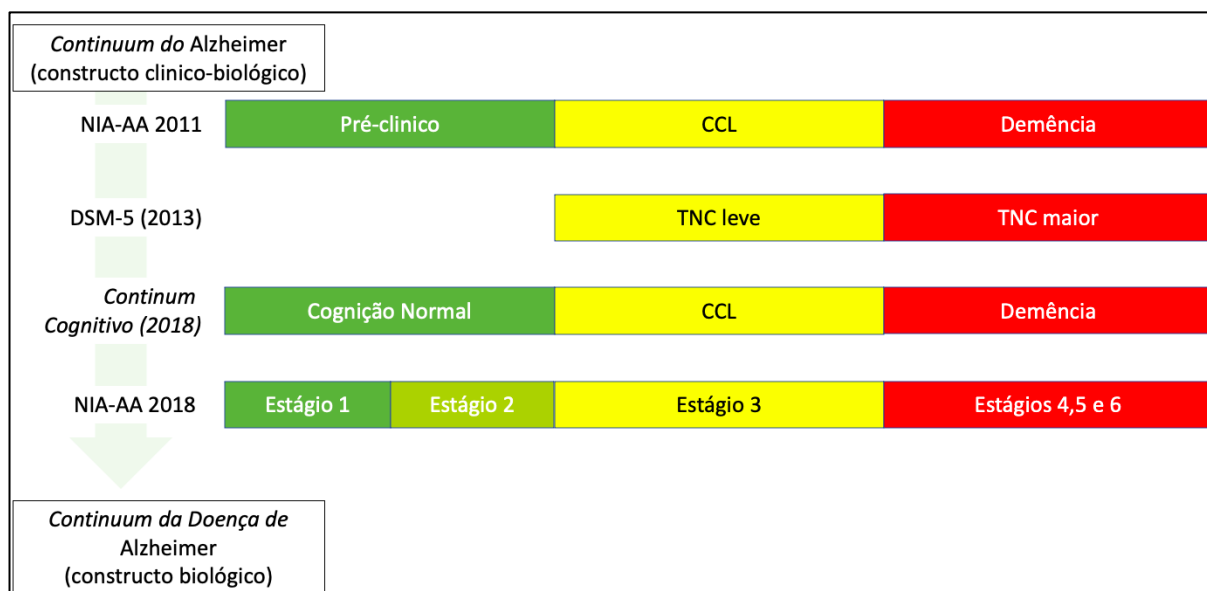 Continuum do Alzheimer
(constructo clinico-biológico)
NIA-AA 2011
Pré-clinico
CCL
Demência
DSM-5 (2013)
TNC leve
TNC maior
Continum
Cognitivo (2018)
Cognição Normal
CCL
Demência
NIA-AA 2018
Estágio 1
Estágio 2
Estágio 3
Estágios 4,5 e 6
Continuum da Doença de
Alzheimer
(constructo biológico)